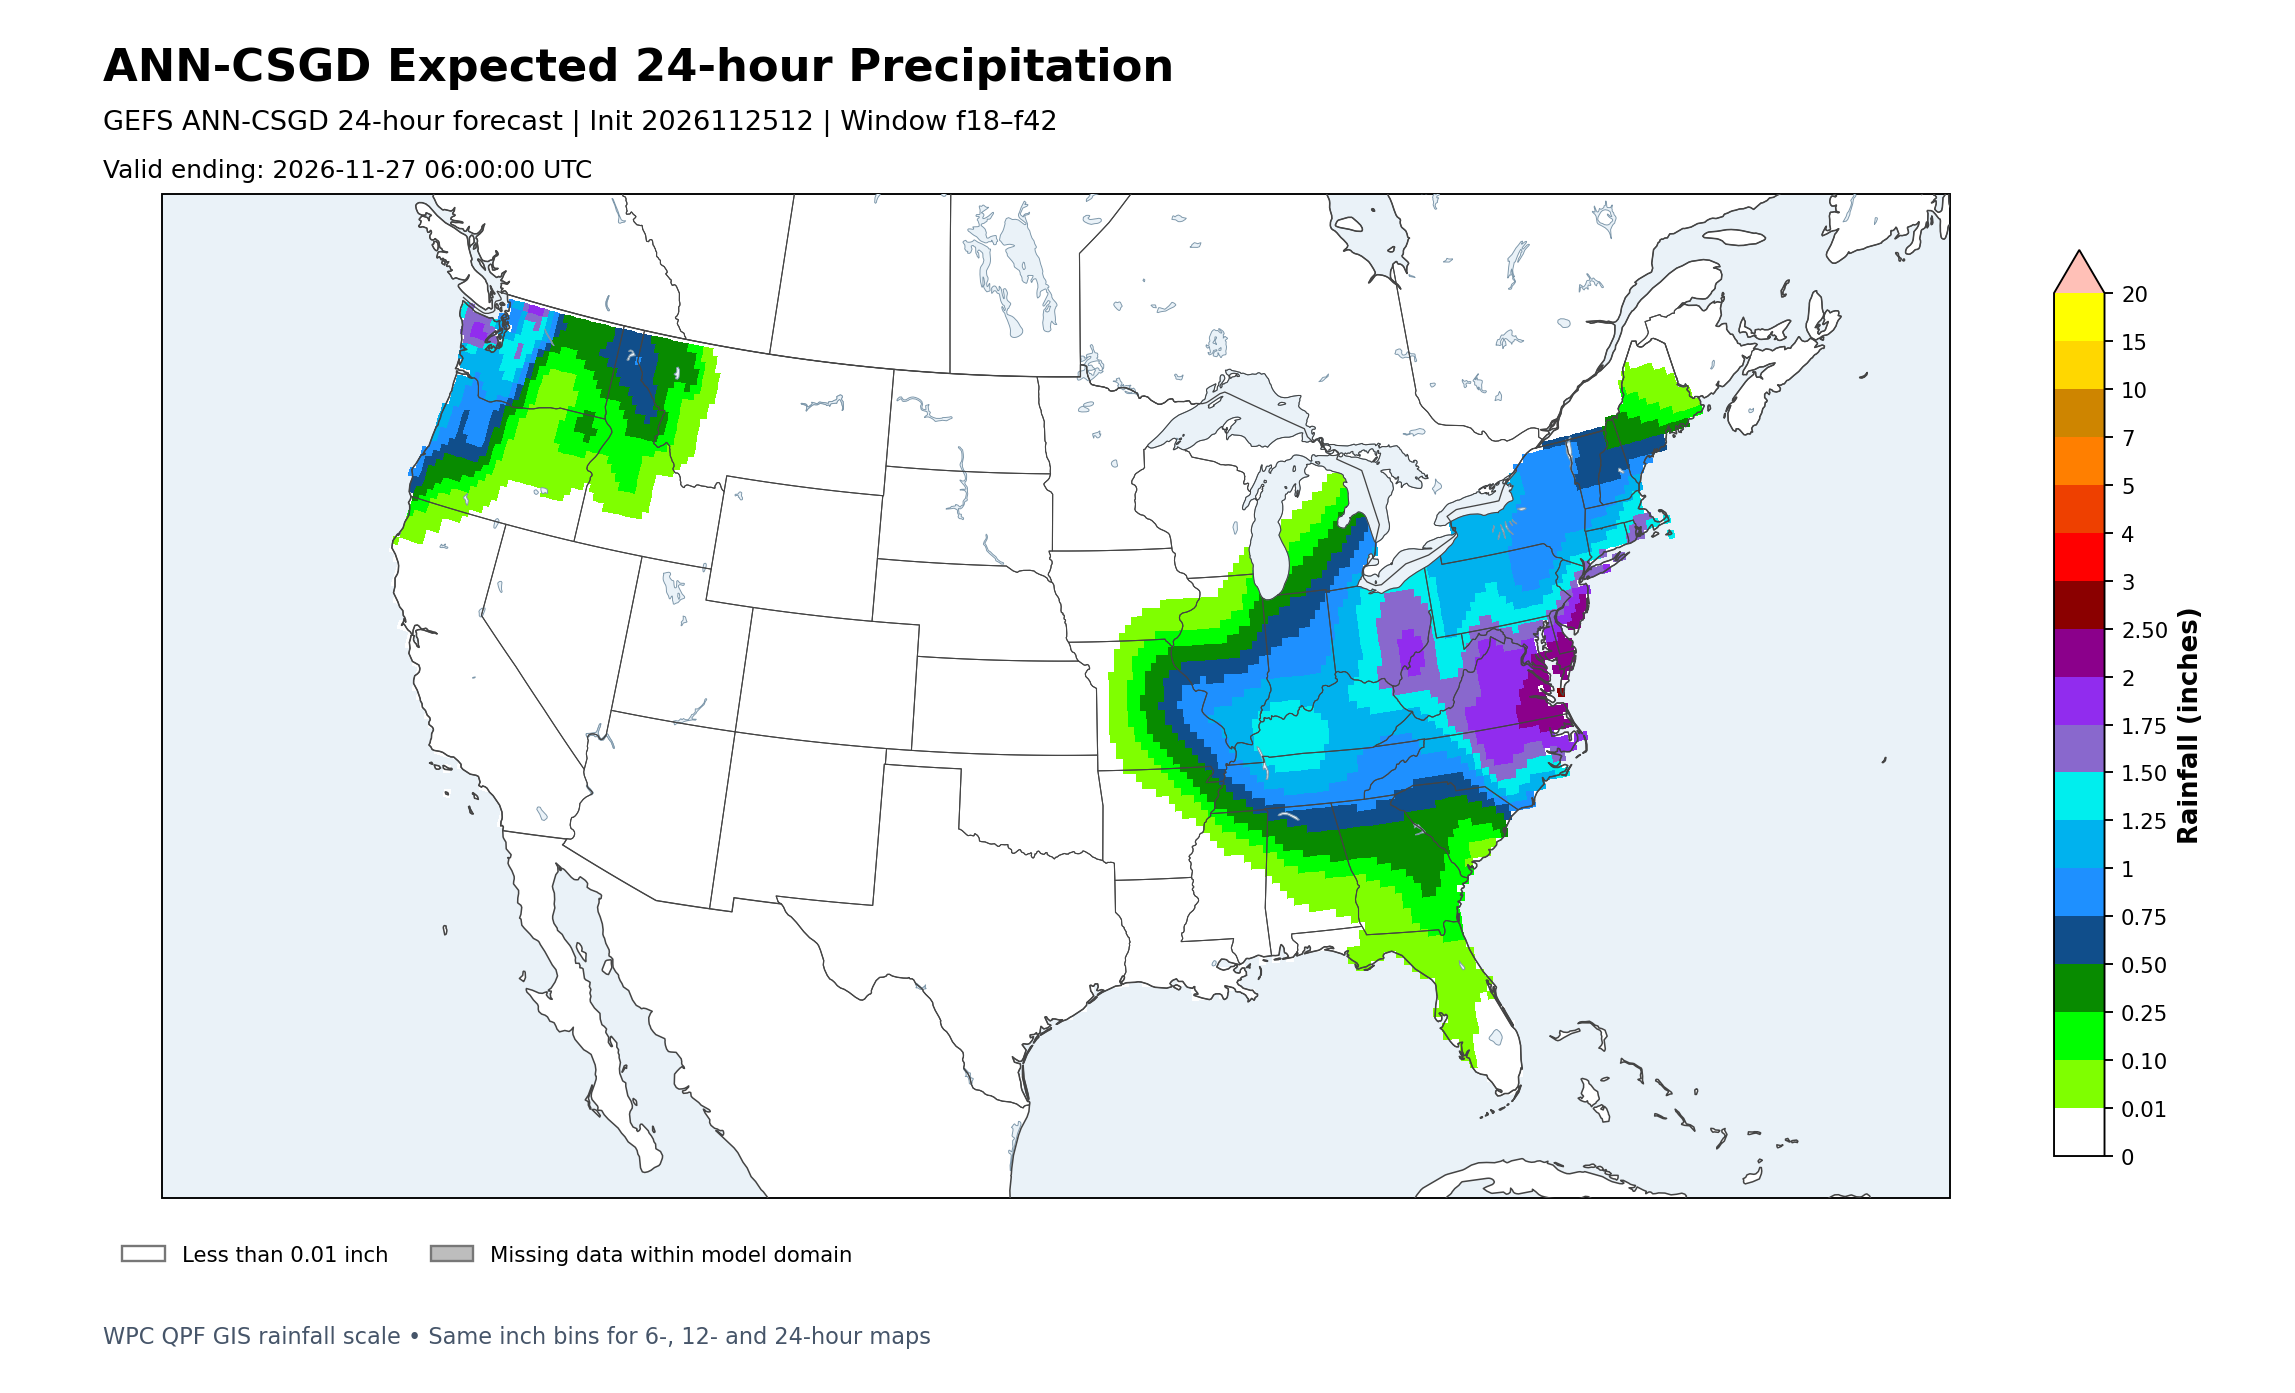 ANN-CSGD Expected 24-hour Precipitation
GEFS ANN-CSGD 24-hour forecast | Init 2026112512 | Window f18–f42
Valid ending: 2026-11-27 06:00:00 UTC
20
15
10
7
5
4
3
2.50
2
1.75
1.50
1.25
1
0.75
0.50
0.25
0.10
0.01
0
Rainfall (inches)
Less than 0.01 inch
Missing data within model domain
WPC QPF GIS rainfall scale • Same inch bins for 6-, 12- and 24-hour maps